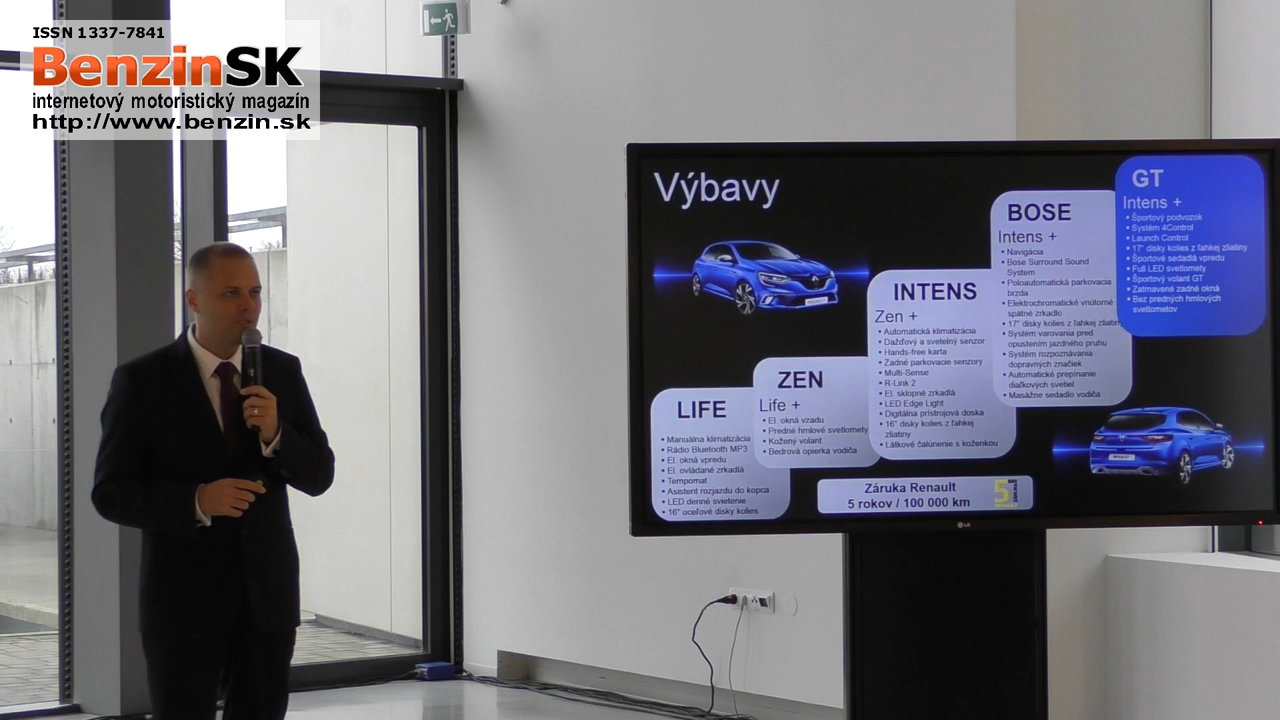 ISSN 1337-7841
BenzinSK
internetový motoristický magazín
http://www.benzin.sk
Výbavy
LIFE
• Manuálna klimatizácia
• Rádio Bluetooth MP3
• El. okná vpredu
• El. ovládané zrkadlá
• Tempomat
• Asistent rozjazdu do kopca
• LED denné svietenie
• 16" oceľové disky kolies
ZEN
Life +
• El. okná vzadu
• Predné hmlové svetlomety
• Kožený volant
• Bedrová opierka vodiča
INTENS
Zen +
• Automatická klimatizácia
• Dažďový a svetelný senzor
• Hands-free karta
• Zadné parkovacie senzory
• Multi-Sense
• R-Link 2
• El. sklopné zrkadlá
• LED Edge Light
• Digitálna prístrojová doska
• 16" disky kolies z ľahkej
zliatiny
• Látkové čalúnenie s koženkou
BOSE
Intens +
• Navigácia
• Bose Surround Sound
System
• Poloautomatická parkovacia
brzda
• Elektrochromatické vnútorné
spätné zrkadlo
• 17" disky kolies z ľahkej zliatiny
• Systém varovania pred
opustením jazdného pruhu
• Systém rozpoznávania
dopravných značiek
• Automatické prepínanie
diaľkových svetiel
• Masážne sedadlo vodiča
GT
Intens +
• Športový podvozok
• Systém 4Control
• Launch Control
• 17" disky kolies z ľahkej zliatiny
• Športové sedadlá vpredu
• Full LED svetlomety
• Športový volant GT
• Zatmavené zadné okná
• Bez predných hmlových
svetlometov
Záruka Renault
5 rokov / 100 000 km
5
LG